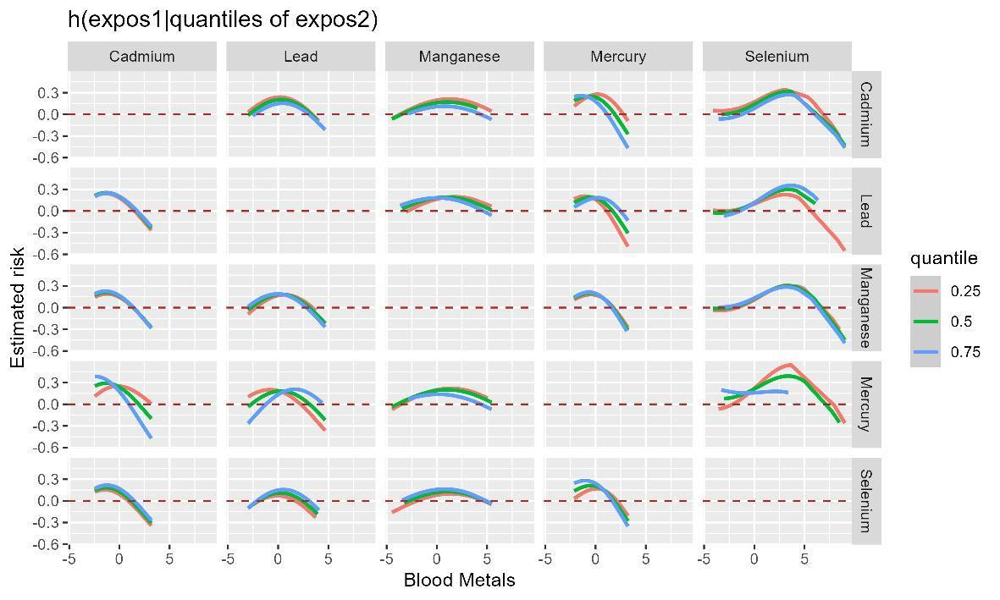 h(expos1|quantiles of expos2)
Cadmium Lead Manganese Mercury Selenium
0.3
0.0
-0.3
-0.6
Cadmium
0.3
0.0
-0.3
-0.6
Lead
0.3
0.0
-0.3
-0.6
Manganese
0.3
0.0
-0.3
-0.6
Mercury
0.3
0.0
-0.3
-0.6
Selenium
Estimated risk
-5 0 5 -5 0 5 -5 0 5 -5 0 5 -5 0 5
Blood Metals
quantile
0.25
0.5
0.75